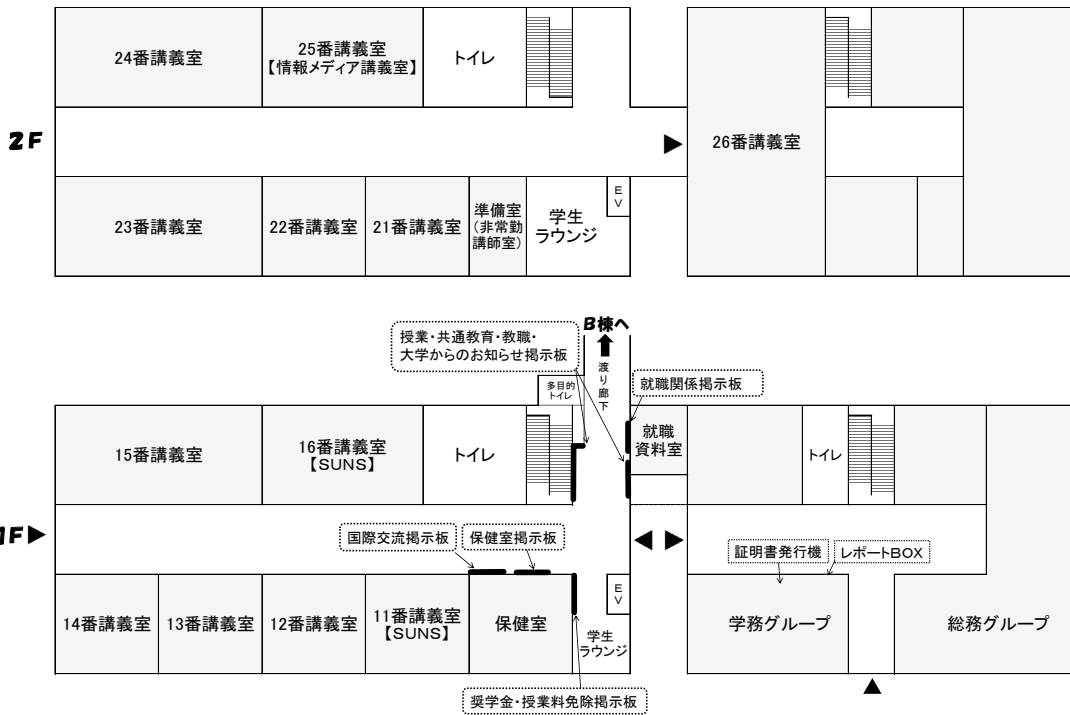 24番講義室
25番講義室
【情報メディア講義室】
トイレ
2F
26番講義室
23番講義室
22番講義室
21番講義室
準備室
(非常勤
講師室)
学生
ラウンジ
EV
授業・共通教育・教職・
大学からのお知らせ掲示板
B棟へ
渡り廊下
多目的
トイレ
就職関係掲示板
15番講義室
16番講義室
【SUNS】
トイレ
就職
資料室
トイレ
1F
国際交流掲示板
保健室掲示板
証明書発行機
レポートBOX
14番講義室
13番講義室
12番講義室
11番講義室
【SUNS】
保健室
EV
学生
ラウンジ
学務グループ
総務グループ
奨学金・授業料免除掲示板